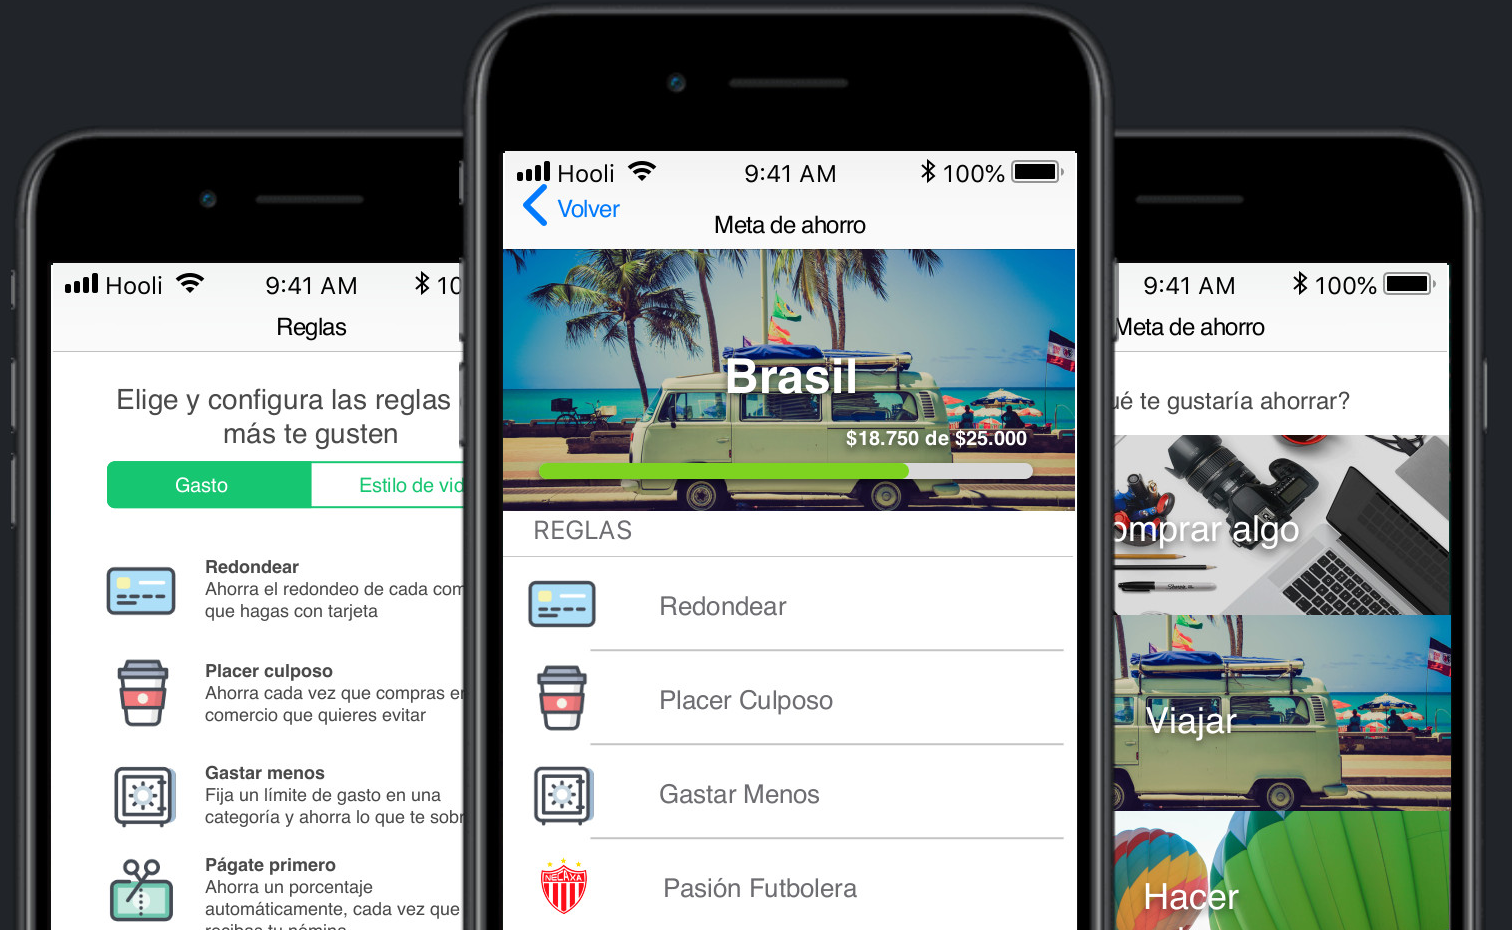 Hooli
9:41 AM
Reglas
Elige y configura las reglas
más te gusten
Gasto
Estilo de vid
Redondear
Ahorra el redondeo de cada com
que hagas con tarjeta
Placer culposo
Ahorra cada vez que compras en
comercio que quieres evitar
Gastar menos
Fija un límite de gasto en una
categoría y ahorra lo que te sobr
Págate primero
Ahorra un porcentaje
automáticamente, cada vez que
Hooli
9:41 AM
100%
Volver
Meta de ahorro
Brasil
$18.750 de $25.000
REGLAS
Redondear
Placer Culposo
Gastar Menos
NECAXA
Pasión Futbolera
9:41 AM
100%
Meta de ahorro
ué te gustaría ahorrar?
omprar algo
Sharpie
Viajar
Hacer